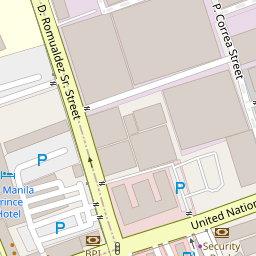 D. Romualdez Sr. Street
P. Correa Street
P
P
Manila
Prince
Hotel
P
United Nation
BPI
Security